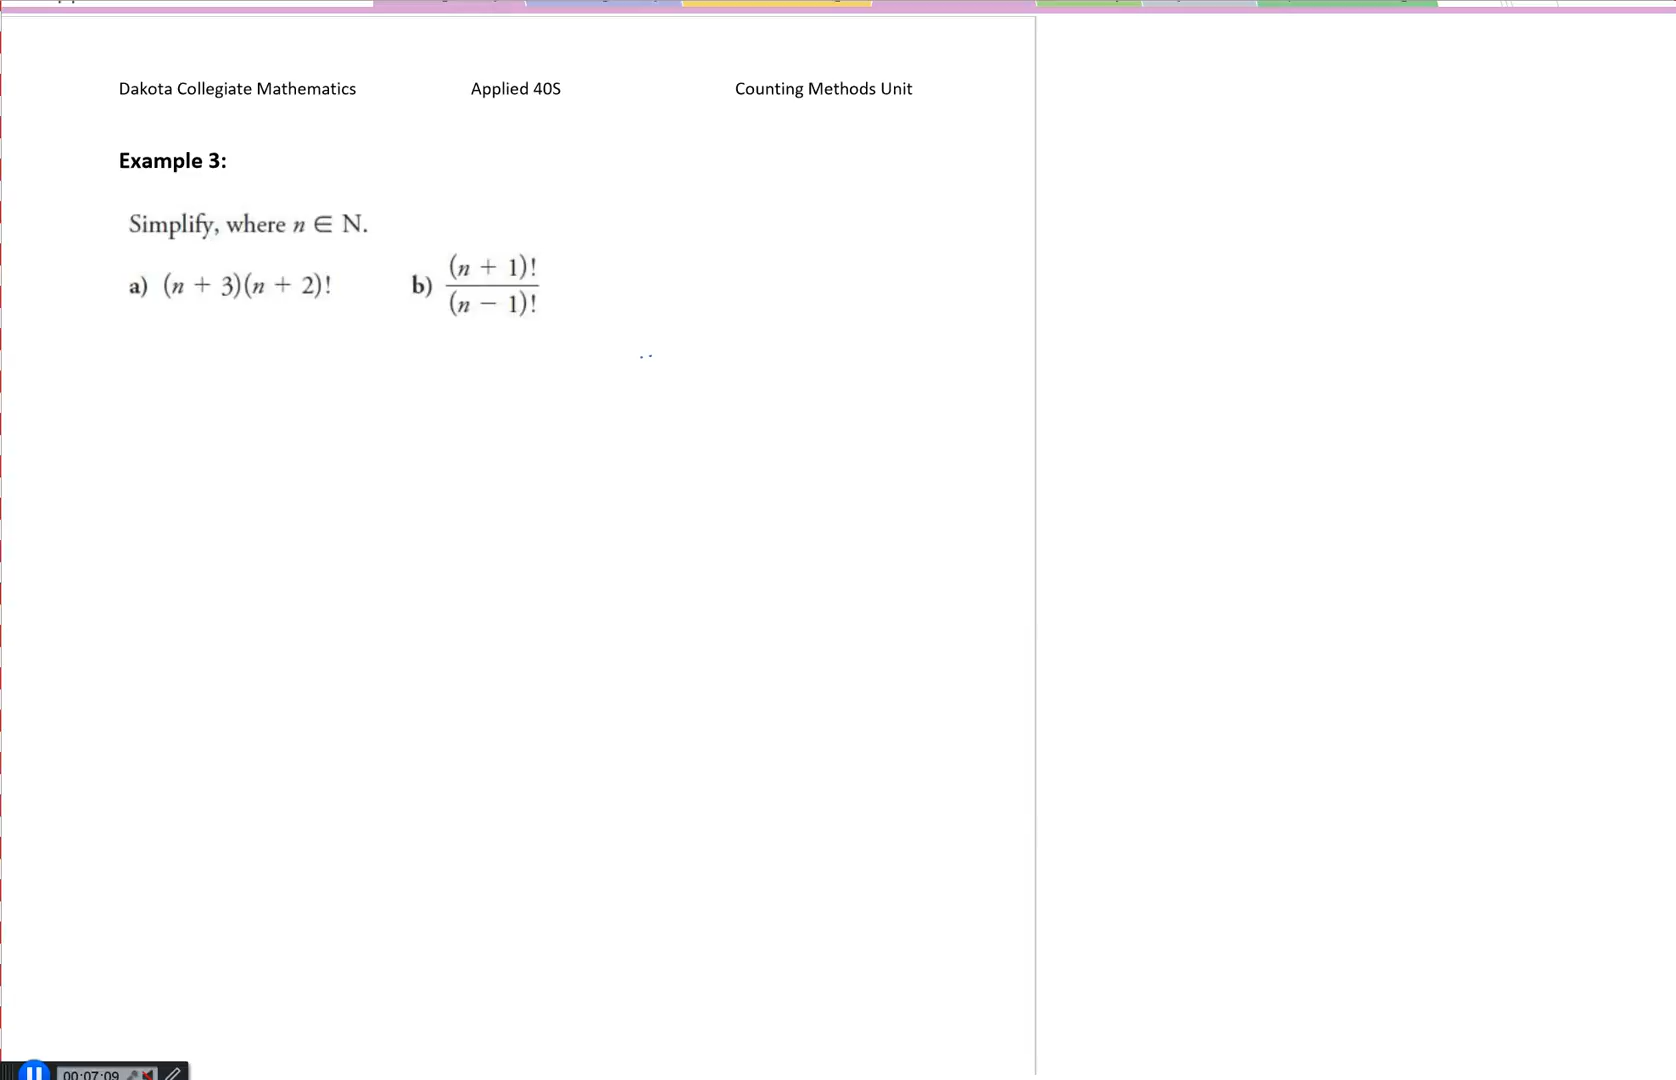 Dakota Collegiate Mathematics Applied 40S Counting Methods Unit
Example 3:
Simplify, where n ∈ N.
a) (n + 3)(n + 2)! b) (n + 1)!
(n − 1)!
00:07:09